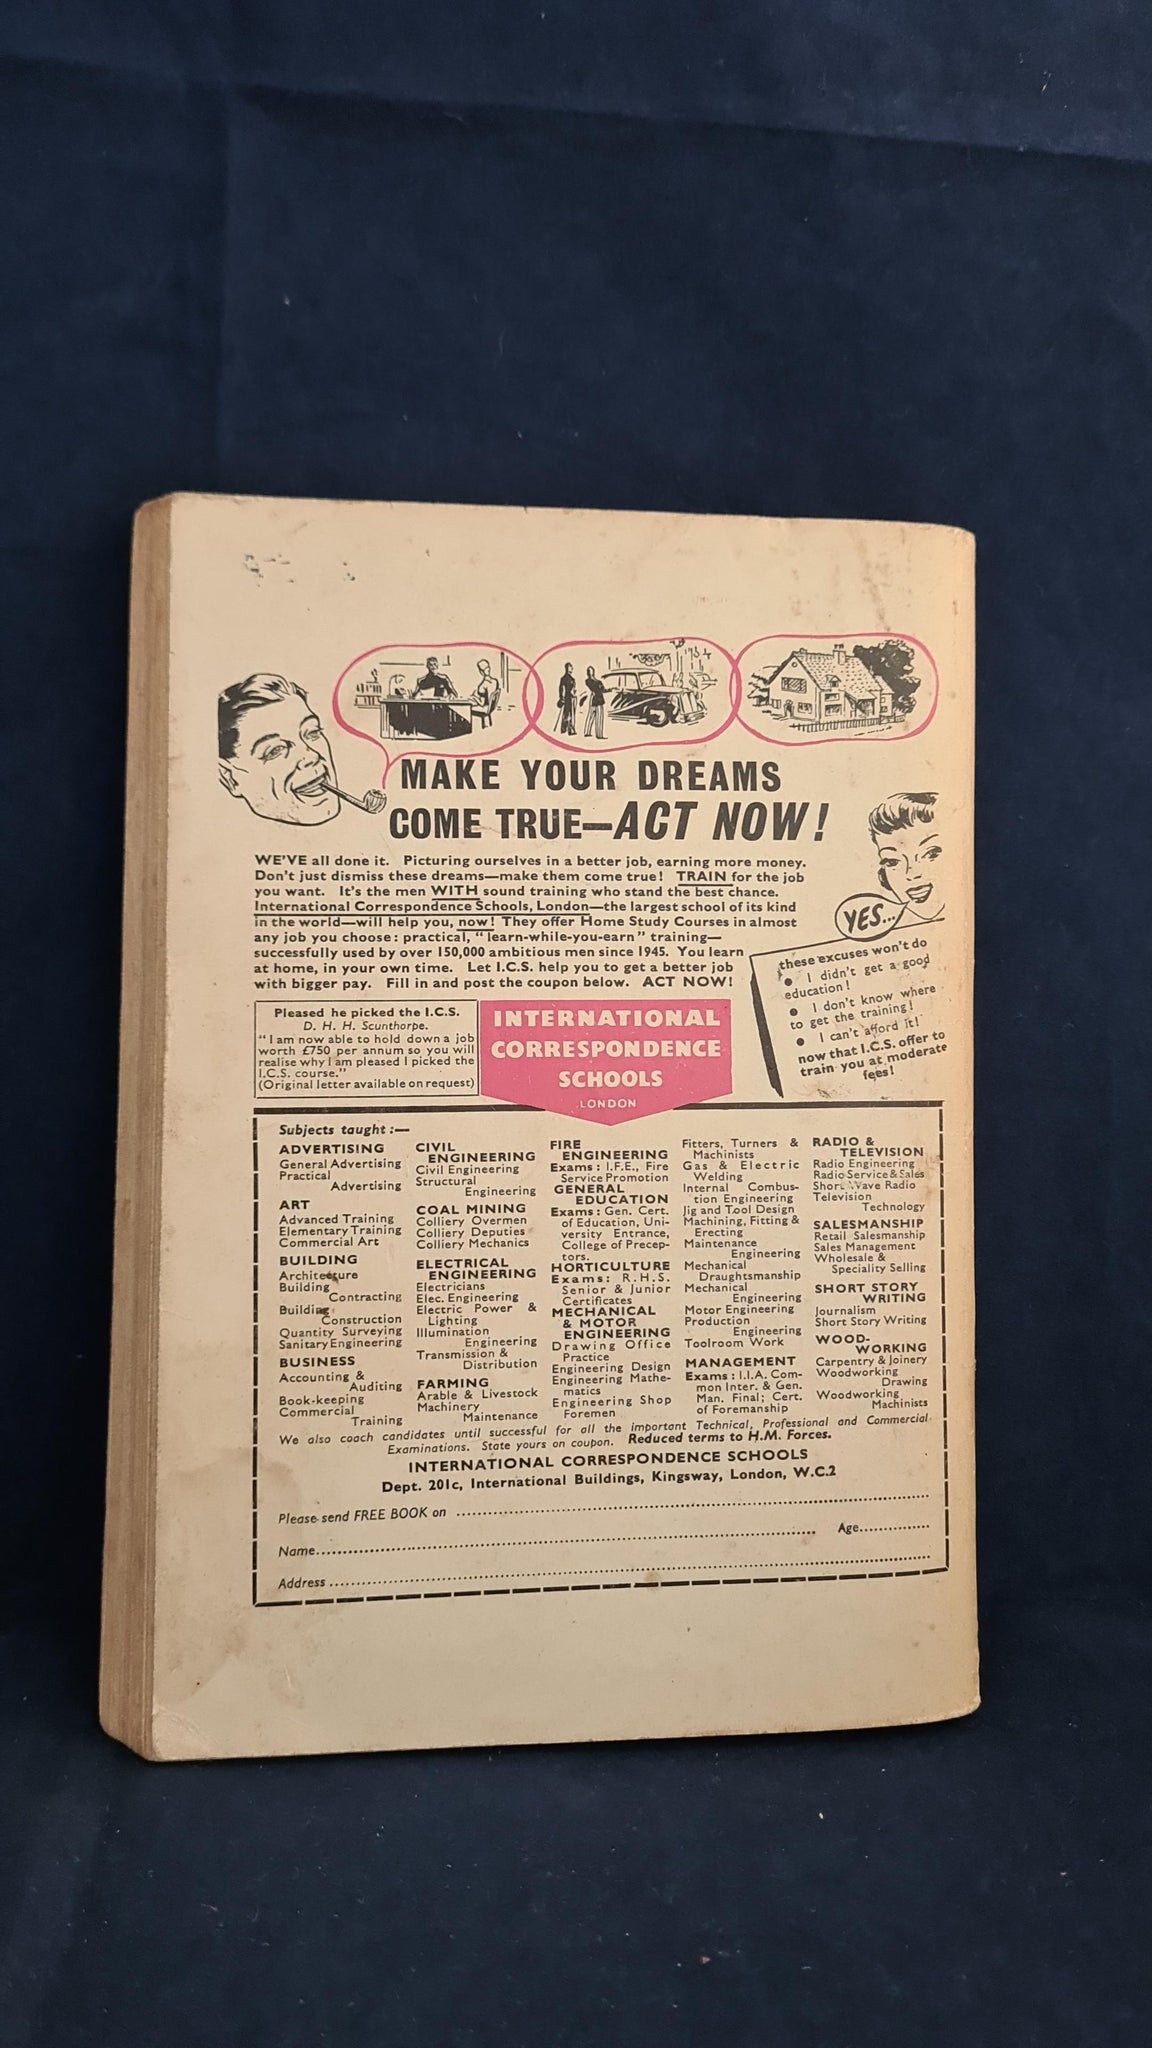 MAKE YOUR DREAMS
COME TRUE—ACT NOW!
WE'VE all done it. Picturing ourselves in a better job, earning more money.
Don't just dismiss these dreams—make them come true! TRAIN for the job
you want. It's the men WITH sound training who stand the best chance.
International Correspondence Schools, London—the largest school of its kind
in the world—will help you, now! They offer Home Study Courses in almost
any job you choose: practical, "learn-while-you-earn" training—
successfully used by over 150,000 ambitious men since 1945. You learn
at home, in your own time. Let I.C.S. help you to get a better job
with bigger pay. Fill in and post the coupon below. ACT NOW!
YES...
these excuses won't do
• I didn't get a good
education!
• I don't know where
to get the training!
• I can't afford it!
now that I.C.S. offer to
train you at moderate
fees!
Pleased he picked the I.C.S.
D. H. H. Scunthorpe.
"I am now able to hold down a job
worth £750 per annum so you will
realise why I am pleased I picked the
I.C.S. course."
(Original letter available on request)
INTERNATIONAL
CORRESPONDENCE
SCHOOLS
LONDON
Subjects taught:—
ADVERTISING
General Advertising
Practical
Advertising
ART
Advanced Training
Elementary Training
Commercial Art
BUILDING
Architecture
Building
Contracting
Building
Construction
Quantity Surveying
Sanitary Engineering
BUSINESS
Accounting &
Auditing
Book-keeping
Commercial
Training
CIVIL
ENGINEERING
Civil Engineering
Structural
Engineering
COAL MINING
Colliery Overmen
Colliery Deputies
Colliery Mechanics
ELECTRICAL
ENGINEERING
Electricians
Elec. Engineering
Electric Power &
Lighting
Illumination
Engineering
Transmission &
Distribution
FARMING
Arable & Livestock
Machinery
Maintenance
FIRE
ENGINEERING
Exams: I.F.E., Fire
Service Promotion
GENERAL
EDUCATION
Exams: Gen. Cert.
of Education, Uni-
versity Entrance,
College of Precep-
tors.
HORTICULTURE
Exams: R.H.S.
Senior & Junior
Certificates
MECHANICAL
& MOTOR
ENGINEERING
Drawing Office
Practice
Engineering Design
Engineering Mathe-
matics
Engineering Shop
Foremen
Fitters, Turners &
Machinists
Gas & Electric
Welding
Internal Combus-
tion Engineering
Jig and Tool Design
Machining, Fitting &
Erecting
Maintenance
Engineering
Mechanical
Draughtsmanship
Mechanical
Engineering
Motor Engineering
Production
Engineering
Toolroom Work
MANAGEMENT
Exams: I.I.A. Com-
mon Inter. & Gen.
Man. Final; Cert.
of Foremanship
RADIO &
TELEVISION
Radio Engineering
Radio Service & Sales
Short Wave Radio
Television
Technology
SALESMANSHIP
Retail Salesmanship
Sales Management
Wholesale &
Speciality Selling
SHORT STORY
WRITING
Journalism
Short Story Writing
WOOD-
WORKING
Carpentry & Joinery
Woodworking
Drawing
Woodworking
Machinists
We also coach candidates until successful for all the important Technical, Professional and Commercial
Examinations. State yours on coupon. Reduced terms to H.M. Forces.
INTERNATIONAL CORRESPONDENCE SCHOOLS
Dept. 201c, International Buildings, Kingsway, London, W.C.2
Please send FREE BOOK on
Name Age
Address